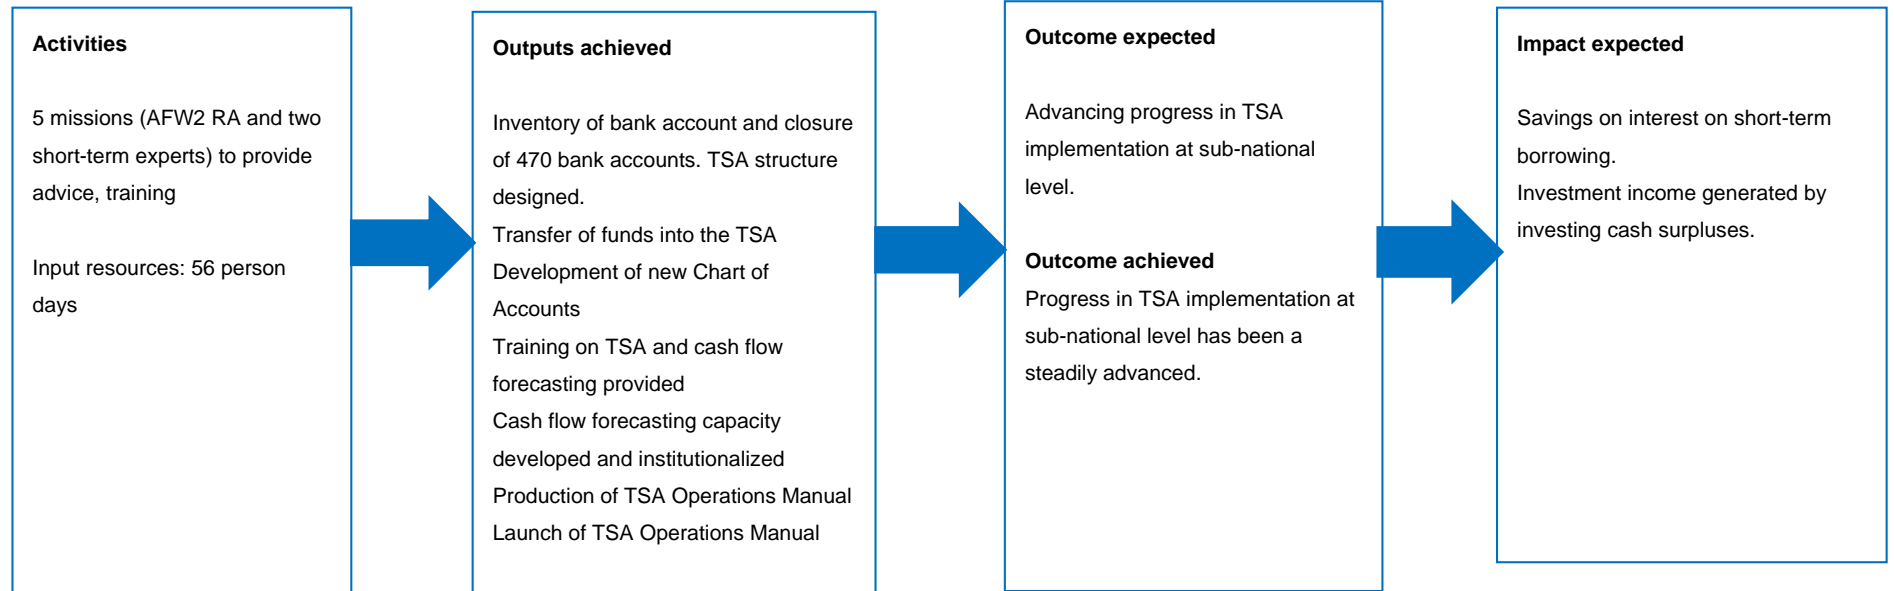 Activities
5 missions (AFW2 RA and two
short-term experts) to provide
advice, training
Input resources: 56 person
days
Outputs achieved
Inventory of bank account and closure
of 470 bank accounts. TSA structure
designed.
Transfer of funds into the TSA
Development of new Chart of
Accounts
Training on TSA and cash flow
forecasting provided
Cash flow forecasting capacity
developed and institutionalized
Production of TSA Operations Manual
Launch of TSA Operations Manual
Outcome expected
Advancing progress in TSA
implementation at sub-national
level.
Outcome achieved
Progress in TSA implementation at
sub-national level has been a
steadily advanced.
Impact expected
Savings on interest on short-term
borrowing.
Investment income generated by
investing cash surpluses.